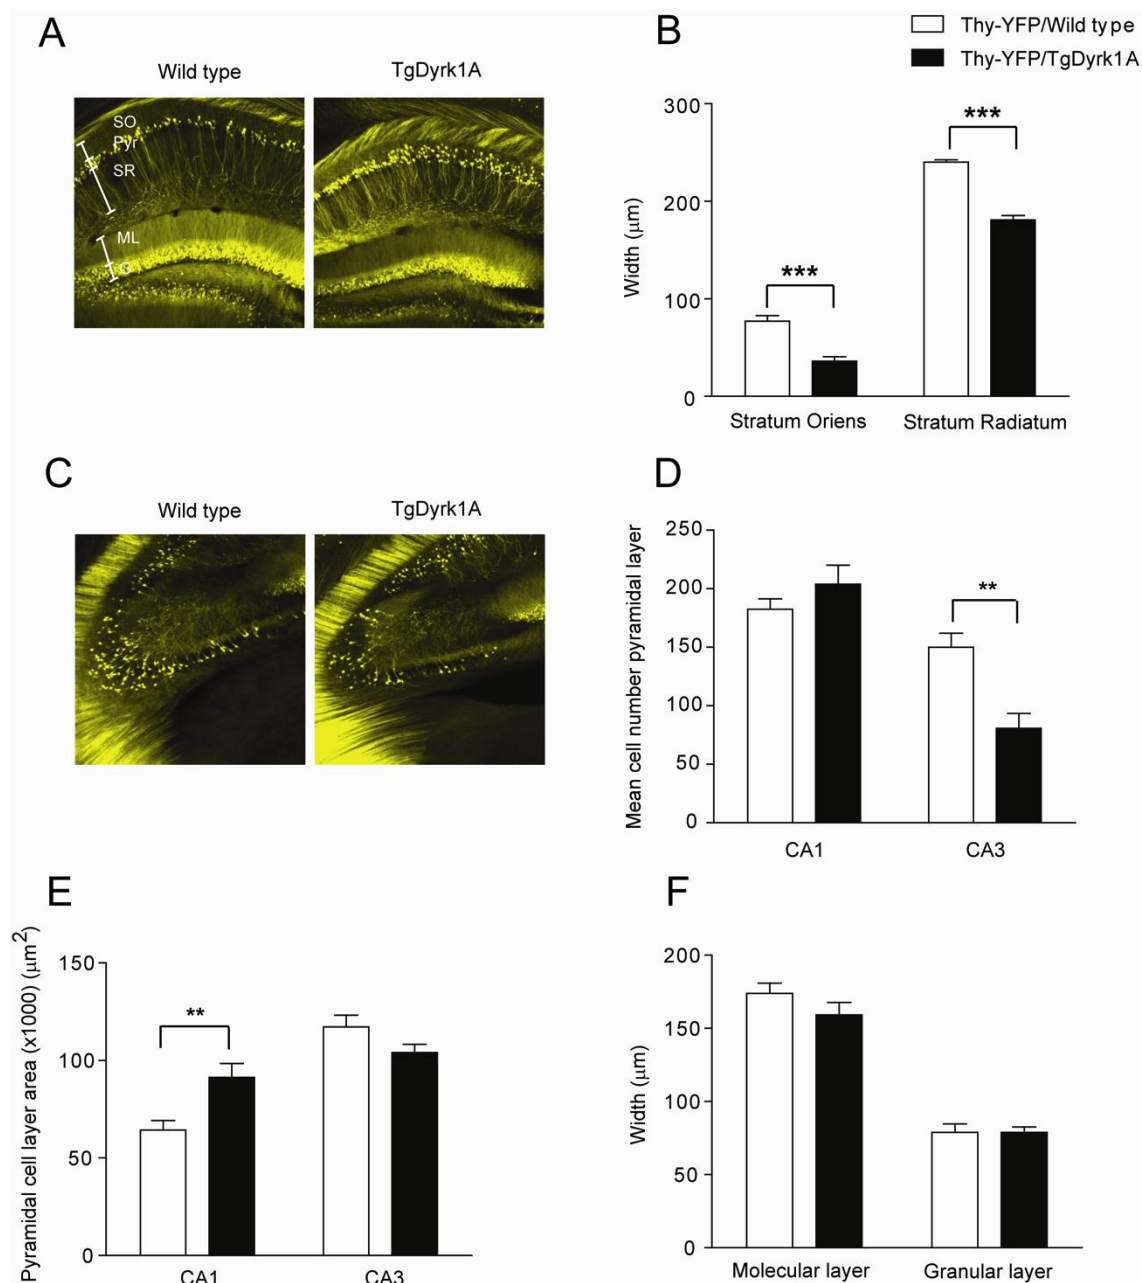 A
Wild type
TgDyrk1A
SO
Pyr
SR
ML
G
B
Thy-YFP/Wild type
Thy-YFP/TgDyrk1A
300
200
100
0
Width (μm)
***
***
Stratum Oriens
Stratum Radiatum
C
Wild type
TgDyrk1A
D
250
200
150
100
50
0
Mean cell number pyramidal layer
**
CA1
CA3
E
150
100
50
0
Pyramidal cell layer area (x1000) (μm2)
**
CA1
CA3
F
200
150
100
50
0
Width (μm)
Molecular layer
Granular layer